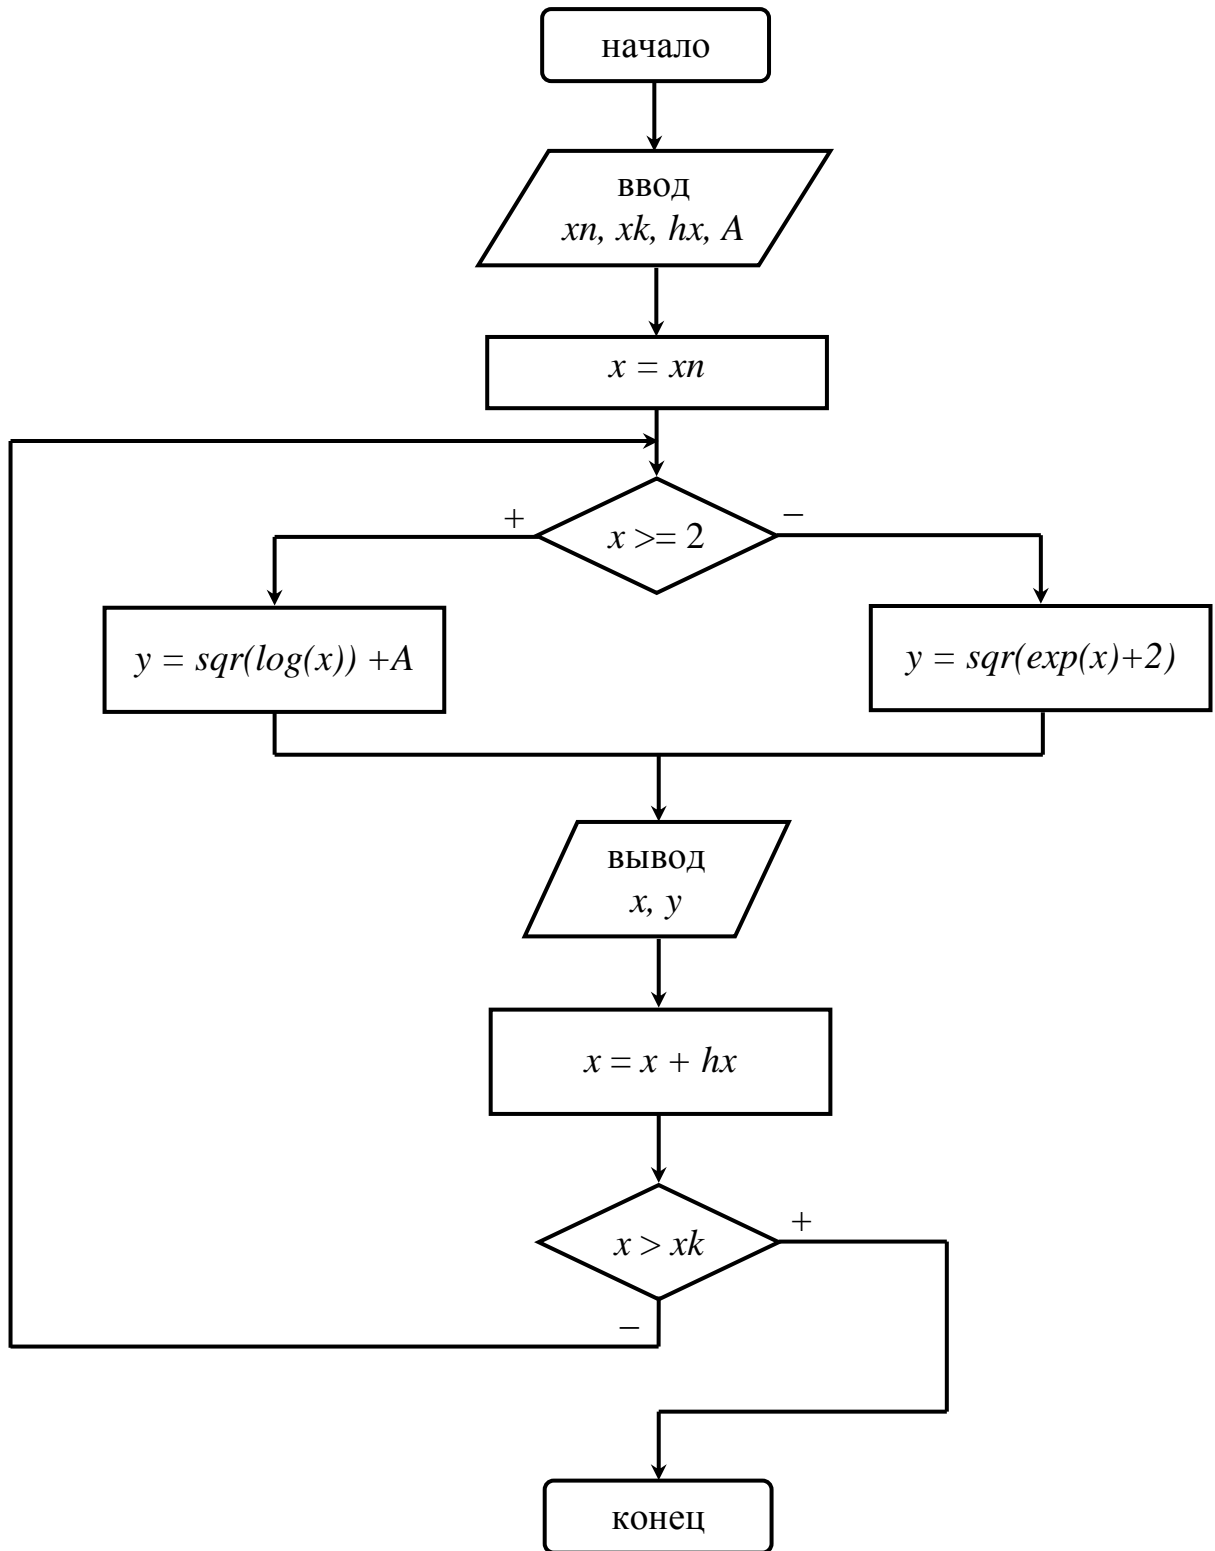 начало
ввод
xn, xk, hx, A
x = xn
+
–
x >= 2
y = sqr(log(x)) +A
y = sqr(exp(x)+2)
вывод
x, y
x = x + hx
+
x > xk
–
конец